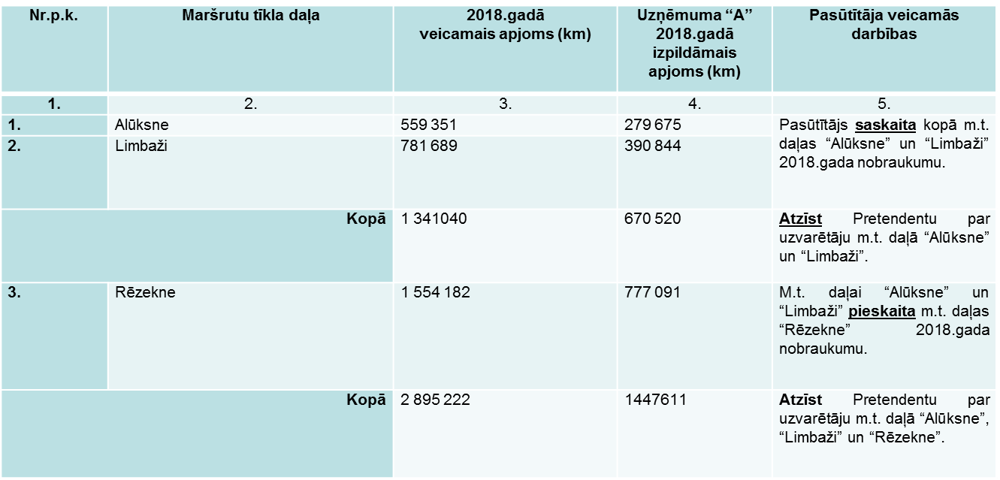 Nr.p.k.
Maršrutu tīkla daļa
2018.gadā
veicamais apjoms (km)
Uzņēmuma “A”
2018.gadā
izpildāmais
apjoms (km)
Pasūtītāja veicamās
darbības
1.
2.
3.
4.
5.
1.
Alūksne
559 351
279 675
Pasūtītājs saskaita kopā m.t.
daļas “Alūksne” un “Limbaži”
2018.gada nobraukumu.
2.
Limbaži
781 689
390 844
Kopā
1 341040
670 520
Atzīst Pretendentu par
uzvarētāju m.t. daļā “Alūksne”
un “Limbaži”.
3.
Rēzekne
1 554 182
777 091
M.t. daļai “Alūksne” un
“Limbaži” pieskaita m.t. daļas
“Rēzekne” 2018.gada
nobraukumu.
Kopā
2 895 222
1447611
Atzīst Pretendentu par
uzvarētāju m.t. daļā “Alūksne”,
“Limbaži” un “Rēzekne”.